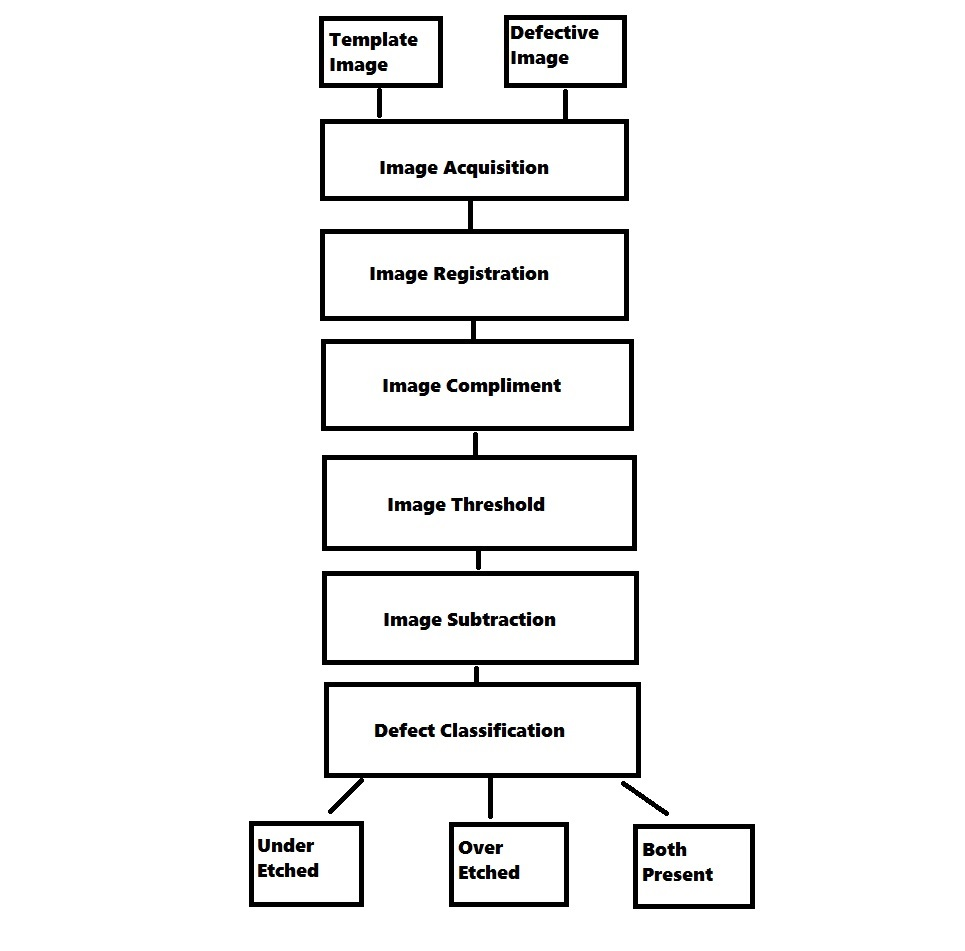 Template
Image
Defective
Image
Image Acquisition
Image Registration
Image Compliment
Image Threshold
Image Subtraction
Defect Classification
Under
Etched
Over
Etched
Both
Present